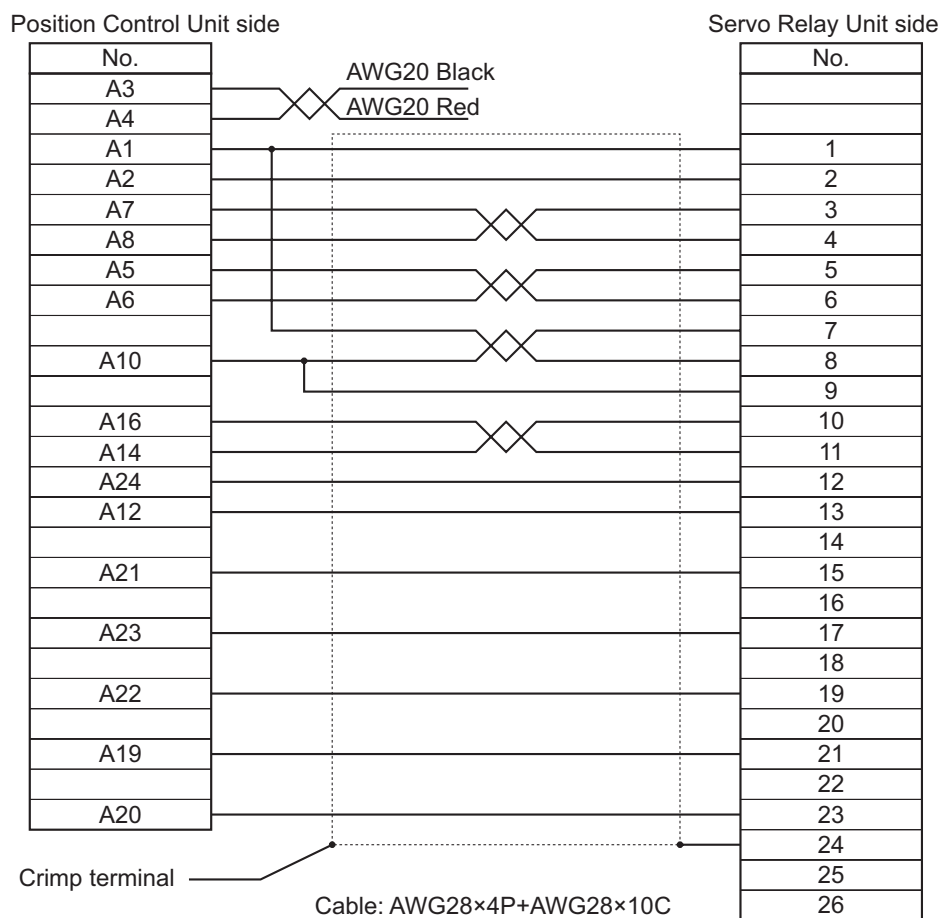 Position Control Unit side
Servo Relay Unit side
No.
No.
A3
AWG20 Black
A4
AWG20 Red
A1
1
A2
2
A7
3
A8
4
A5
5
A6
6
7
A10
8
9
A16
10
A14
11
A24
12
A12
13
14
A21
15
16
A23
17
18
A22
19
20
A19
21
22
A20
23
24
Crimp terminal
25
Cable: AWG28×4P+AWG28×10C
26